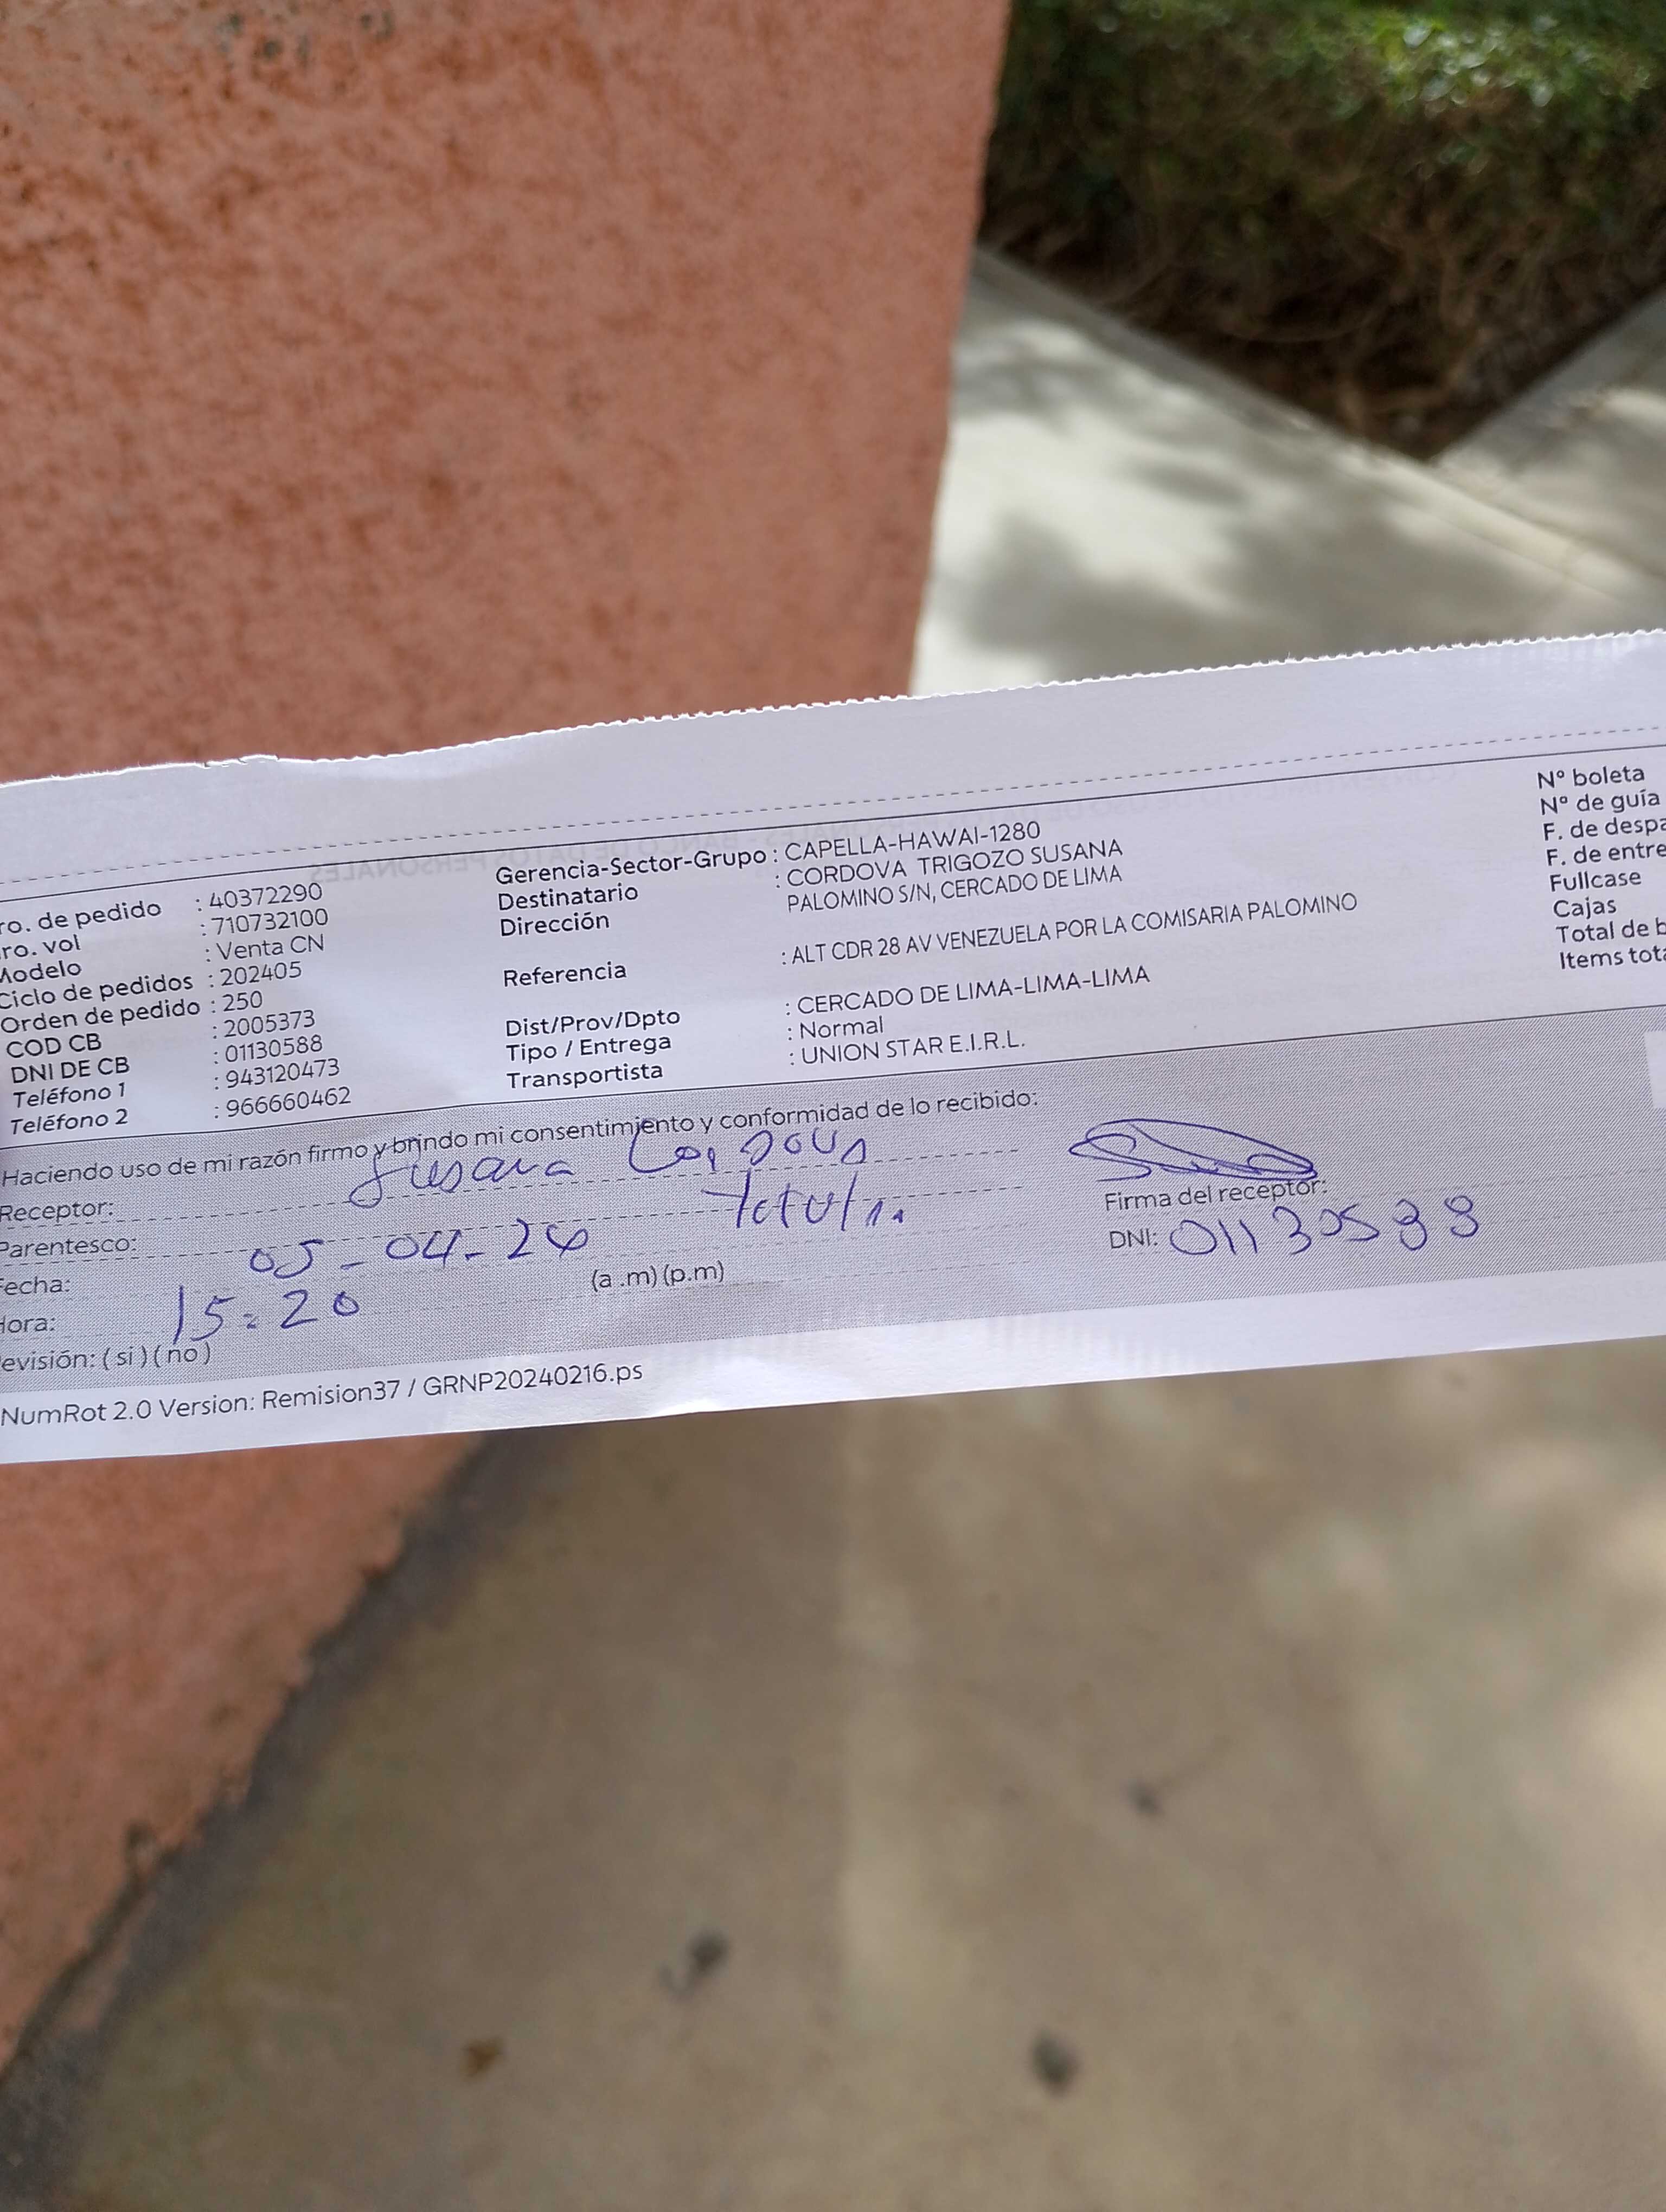 ro. de pedido : 40372290
ro. vol : 710732100
Modelo : Venta CN
Ciclo de pedidos : 202405
Orden de pedido : 250
COD CB : 2005373
DNI DE CB : 01130588
Teléfono 1 : 943120473
Teléfono 2 : 966660462
Gerencia-Sector-Grupo : CAPELLA-HAWAI-1280
Destinatario : CORDOVA TRIGOZO SUSANA
Dirección PALOMINO S/N, CERCADO DE LIMA
Referencia : ALT CDR 28 AV VENEZUELA POR LA COMISARIA PALOMINO
Dist/Prov/Dpto : CERCADO DE LIMA-LIMA-LIMA
Tipo / Entrega : Normal
Transportista : UNION STAR E.I.R.L.
Nº boleta
Nº de guía
F. de despa
F. de entre
Fullcase
Cajas
Total de b
Items tota
Haciendo uso de mi razón firmo y brindo mi consentimiento y conformidad de lo recibido:
Receptor: Susana Cordova
Parentesco: Titular
Fecha: 05-04-24
Hora: 15:20 (a .m) (p.m)
evisión: ( si ) ( no )
Firma del receptor:
DNI: 01130588
NumRot 2.0 Version: Remision37 / GRNP20240216.ps